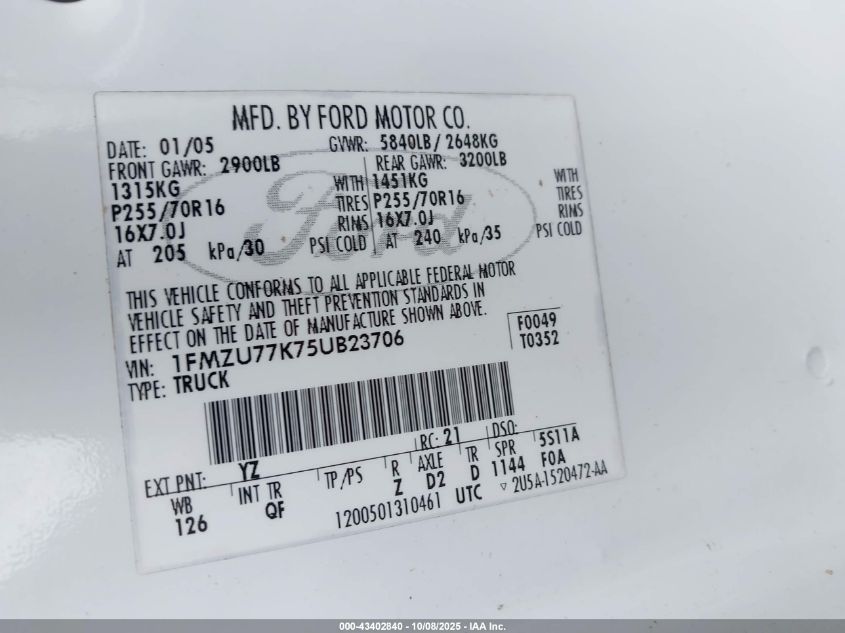 MFD. BY FORD MOTOR CO.
DATE: 01/05 GVWR: 5840LB/ 2648KG
FRONT GAWR: 2900LB REAR GAWR: 3200LB
1315KG WITH 1451KG WITH
P255/70R16 TIRES P255/70R16 TIRES
16X7.0J RIMS 16X7.0J RIMS
AT 205 kPa/30 PSI COLD AT 240 kPa/35 PSI COLD
Ford
THIS VEHICLE CONFORMS TO ALL APPLICABLE FEDERAL MOTOR
VEHICLE SAFETY AND THEFT PREVENTION STANDARDS IN
EFFECT ON THE DATE OF MANUFACTURE SHOWN ABOVE.
VIN: 1FMZU77K75UB23706 F0049
TYPE: TRUCK T0352
RC: 21 DSO:
EXT PNT: YZ
WB INT TR TP/PS R AXLE TR SPR 5S11A
126 QF Z D2 D 1144 F0A
1200501310461 UTC ▽ 2U5A-1520472-AA
000-43402840 - 10/08/2025 - IAA Inc.